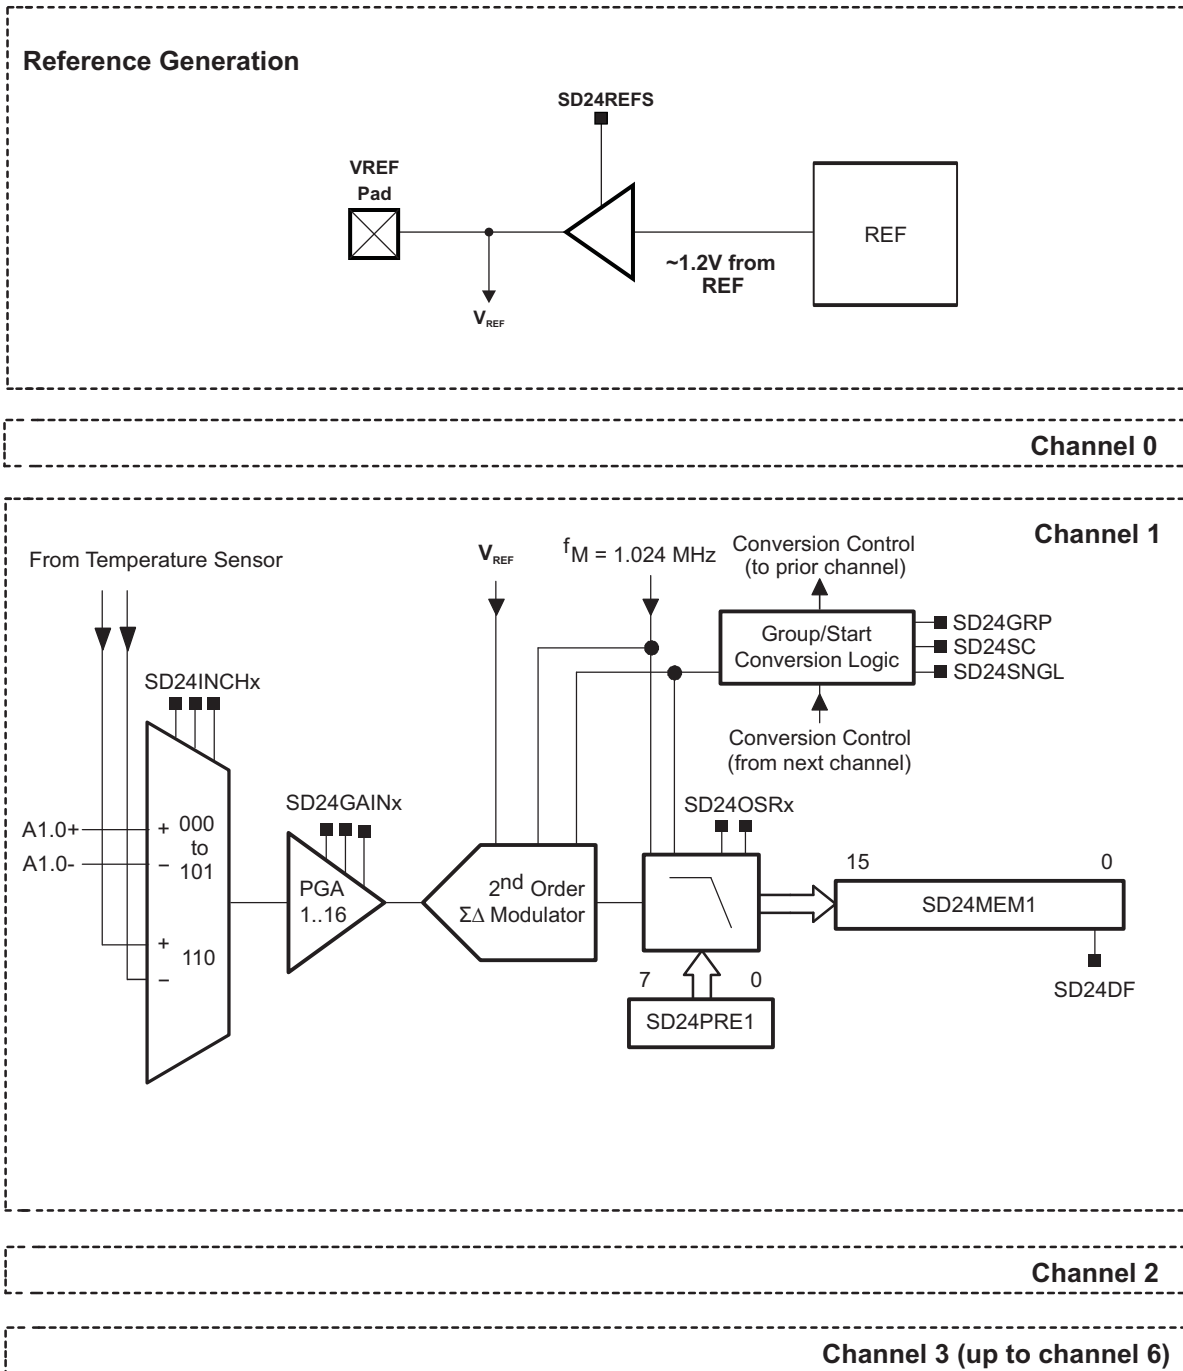 Reference Generation
SD24REFS
VREF
Pad
REF
~1.2V from
REF
VREF
Channel 0
Channel 1
From Temperature Sensor
VREF
fM = 1.024 MHz
Conversion Control
(to prior channel)
Group/Start
Conversion Logic
SD24GRP
SD24SC
SD24SNGL
Conversion Control
(from next channel)
SD24INCHx
A1.0+
A1.0-
+ 000
to
− 101
+
110
−
SD24GAINx
PGA
1..16
2nd Order
ΣΔ Modulator
SD24OSRx
15 0
SD24MEM1
SD24DF
7 0
SD24PRE1
Channel 2
Channel 3 (up to channel 6)